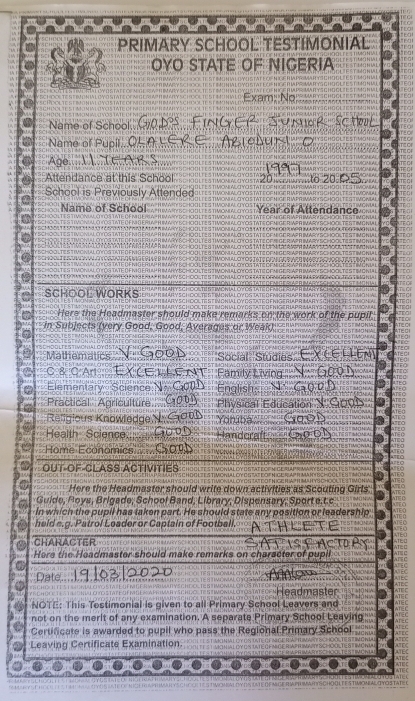 PRIMARY SCHOOL TESTIMONIAL
OYO STATE OF NIGERIA
Exam. No
Name of School GOD'S FINGER JUNIOR SCHOOL
Name of Pupil OLALERE ABIODUN O
Age 11 YEARS
Attendance at this School 1997 20 to 2005
School is Previously Attended
Name of School Year of Attendance
SCHOOL WORKS
Here the Headmaster should make remarks on the work of the pupil
in Subjects (very Good, Good, Averages or Weak)
Mathematics V. GOOD Social Studies EXCELLENT
C & C Art EXCELLENT Family Living V. GOOD
Elementary Science V. GOOD English V. GOOD
Practical Agriculture GOOD Physical Education V. GOOD
Religious Knowledge V. GOOD Yoruba GOOD
Health Science GOOD Handcraft GOOD
Home Economics GOOD
OUT-OF-CLASS ACTIVITIES
Here the Headmaster should write down activities as Scouting Girls
Guide, Boys, Brigade, School Band, Library, Dispensary, Sport e.t.c
In which the pupil has taken part. He should state any position or leadership
held e.g. Patrol Leader or Captain of Football.
ATHLETE
CHARACTER SATISFACTORY
Here the Headmaster should make remarks on character of pupil
Date 19/03/2020
Headmaster
NOTE: This Testimonial is given to all Primary School Leavers and
not on the merit of any examination. A separate Primary School Leaving
Certificate is awarded to pupil who pass the Regional Primary School
Leaving Certificate Examination.